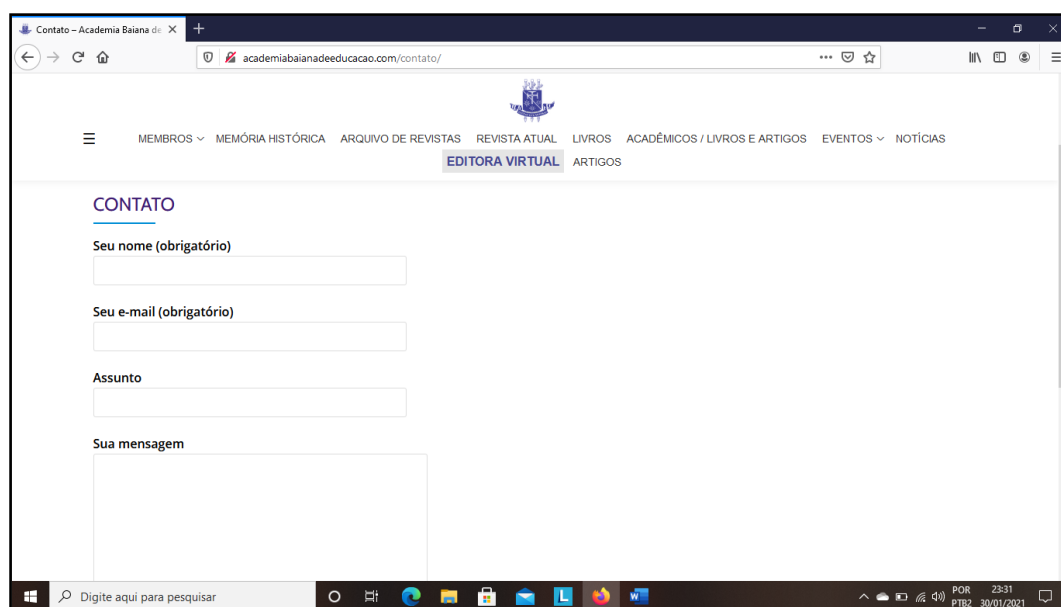 Contato – Academia Baiana de
academiabaianadeeducacao.com/contato/
MEMBROS MEMÓRIA HISTÓRICA ARQUIVO DE REVISTAS REVISTA ATUAL LIVROS ACADÊMICOS / LIVROS E ARTIGOS EVENTOS NOTÍCIAS
EDITORA VIRTUAL ARTIGOS
CONTATO
Seu nome (obrigatório)
Seu e-mail (obrigatório)
Assunto
Sua mensagem
Digite aqui para pesquisar
POR 23:31
PTB2 30/01/2021